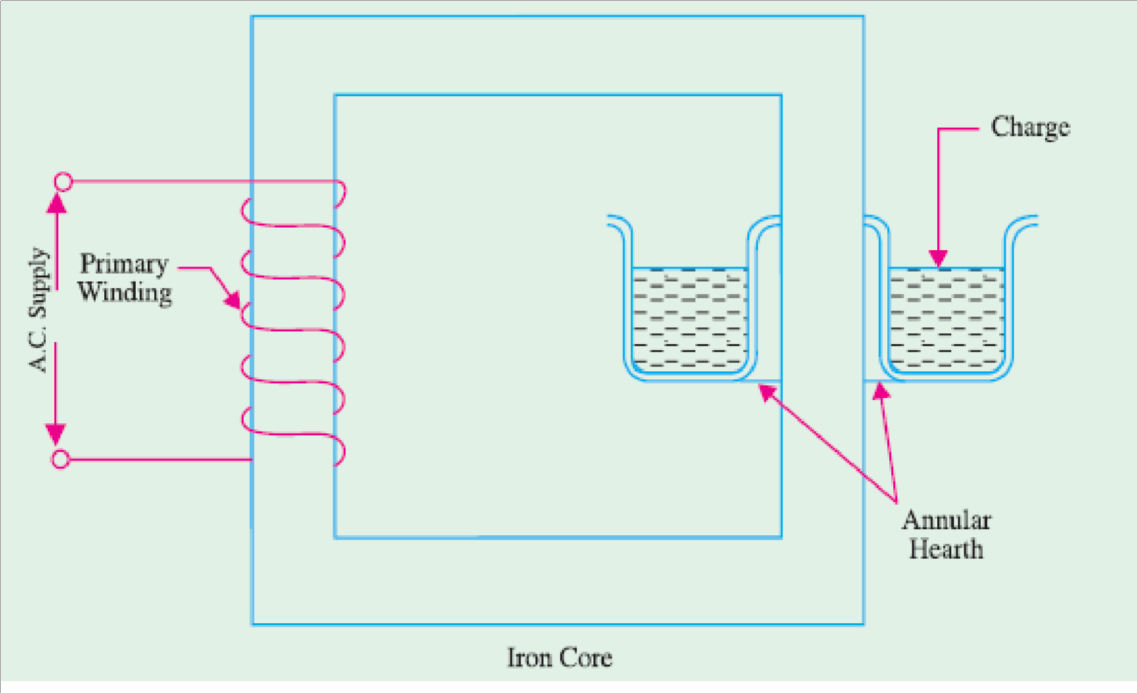 Charge
A.C. Supply
Primary
Winding
Annular
Hearth
Iron Core